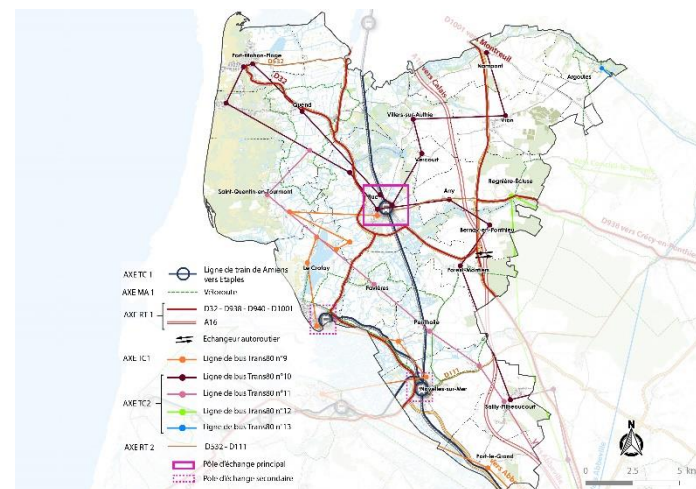 D1001 vers Montreuil
Fort-Mahon-Plage
D532
D32
Nampont
Argoules
vers Calais
Quend
Villers-sur-Authie
Vron
Vercourt
Saint-Quentin-en-Tourmont
Rue
Arry
Regnière-Écluse
Bernay-en-Ponthieu
D938 vers Crécy-en-Ponthieu
Le Crotoy
Forest-Montiers
Favières
Ponthoile
D111
Noyelles-sur-Mer
Sailly-Flibeaucourt
Port-le-Grand
AXE TC 1
Ligne de train de Amiens
vers Etaples
AXE MA 1
Véloroute
AXE RT 1
D32 - D938 - D940 - D1001
A16
Echangeur autoroutier
AXE TC1
Ligne de bus Trans80 n°9
AXE TC2
Ligne de bus Trans80 n°10
Ligne de bus Trans80 n°11
Ligne de bus Trans80 n°12
Ligne de bus Trans80 n°13
AXE RT 2
D532 - D111
Pôle d'échange principal
Pole d'échange secondaire
N
0
2.5
5 km